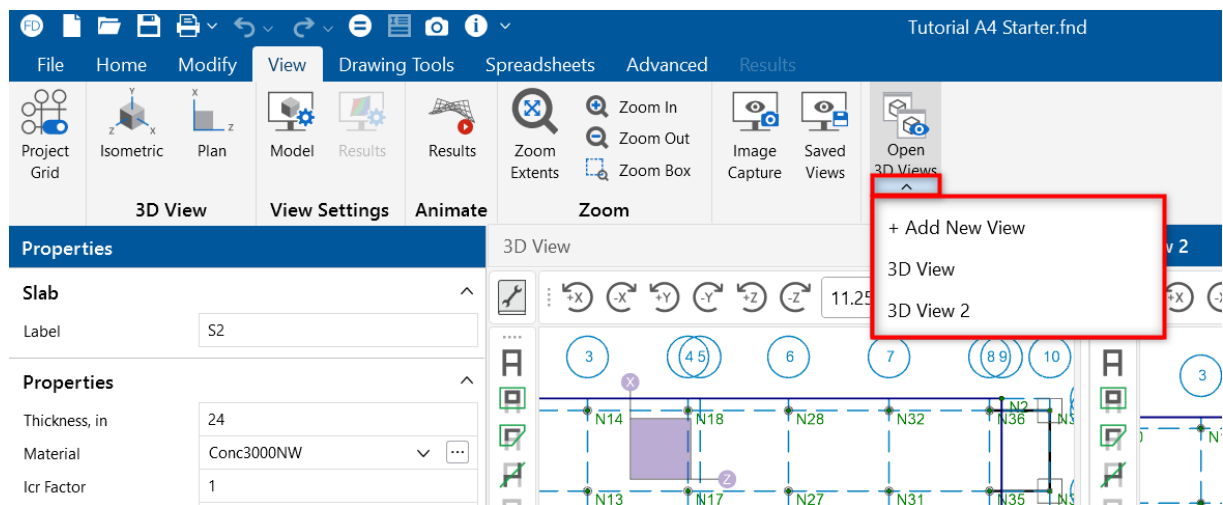 FD
Tutorial A4 Starter.fnd
File Home Modify View Drawing Tools Spreadsheets Advanced Results
Y
z x
Isometric
X
Z
Plan
Project
Grid
3D View
Model Results
View Settings
Results
Animate
Zoom
Extents
Zoom In
Zoom Out
Zoom Box
Zoom
Image
Capture
Saved
Views
Open
3D Views
+ Add New View
3D View
3D View 2
Properties
Slab
Label S2
Properties
Thickness, in 24
Material Conc3000NW
Icr Factor 1
3D View
+X -X +Y -Y +Z -Z 11.25
3 4 5 6 7 8 9 10
X
N14 N18 N28 N32 N36 N2
Z
N13 N17 N27 N31 N35
2
+X
3